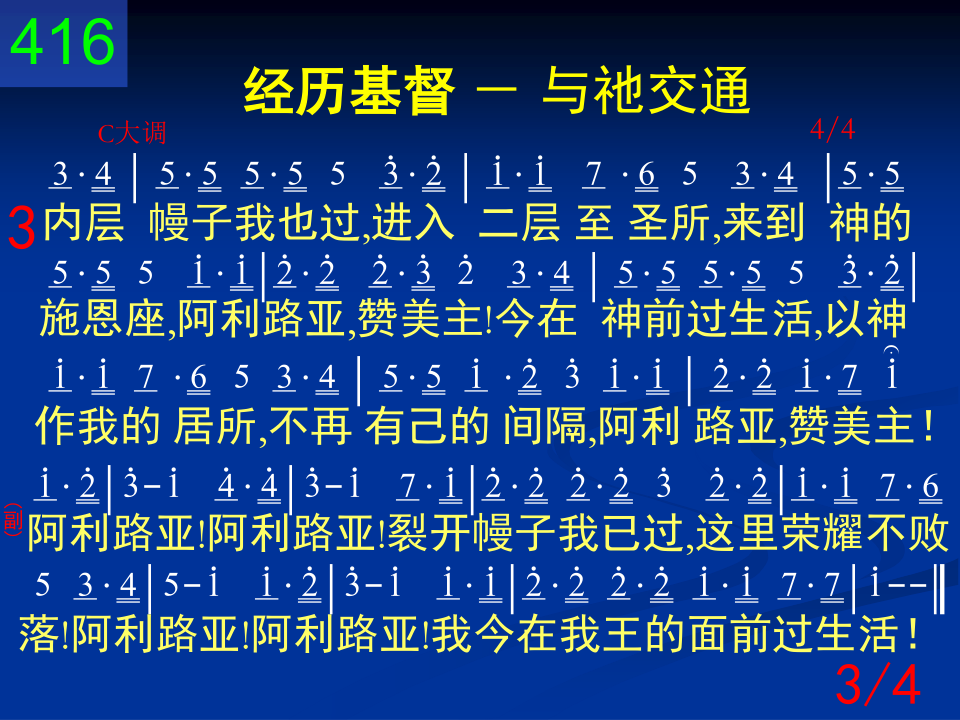 416
经历基督 － 与祂交通
C大调 4/4
3·4|5·5 5·5 5 3̇·2̇|1̇·1̇ 7·6 5 3·4|5·5
3 内层 幔子我也过,进入 二层 至 圣所,来到 神的
5·5 5 1̇·1̇|2̇·2̇ 2̇·3̇ 2̇ 3·4|5·5 5·5 5 3̇·2̇|
施恩座,阿利路亚,赞美主!今在 神前过生活,以神
1̇·1̇ 7·6 5 3·4|5·5 1̇·2̇ 3̇ 1̇·1̇|2̇·2̇ 1̇·7 1̇
作我的 居所,不再 有己的 间隔,阿利 路亚,赞美主!
1̇·2̇|3̇–1̇ 4̇·4̇|3̇–1̇ 7·1̇|2̇·2̇ 2̇·2̇ 3̇ 2̇·2̇|1̇·1̇ 7·6
(副) 阿利路亚!阿利路亚!裂开幔子我已过,这里荣耀不败
5 3·4|5–1̇ 1̇·2̇|3̇–1̇ 1̇·1̇|2̇·2̇ 2̇·2̇ 1̇·1̇ 7·7|1̇––‖
落!阿利路亚!阿利路亚!我今在我王的面前过生活!
3/4